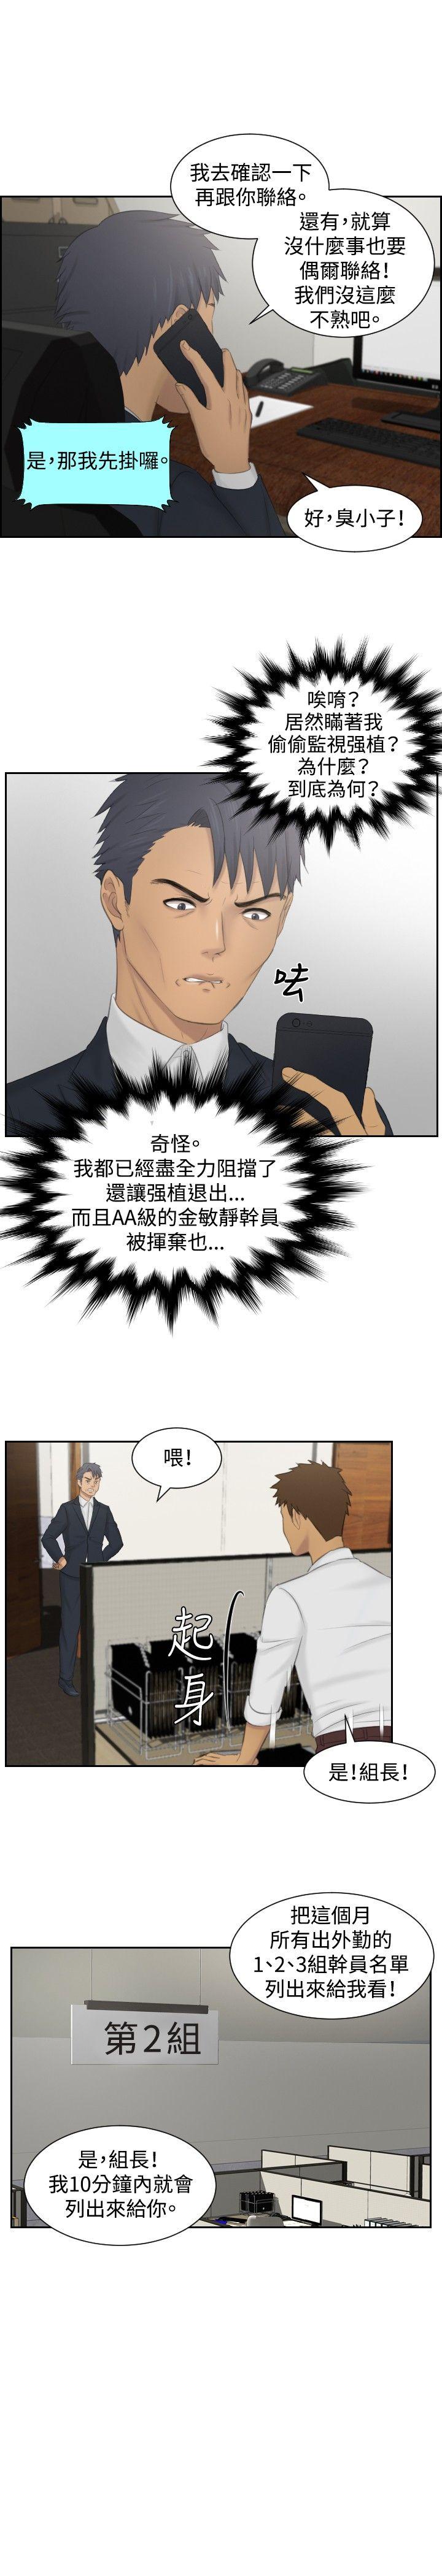 我去確認一下
再跟你聯絡。
還有,就算
沒什麼事也要
偶爾聯絡!
我們沒這麼
不熟吧。
是,那我先掛囉。
好,臭小子!
唉唷?
居然瞞著我
偷偷監視强植?
為什麼?
到底為何?
呿
奇怪。
我都已經盡全力阻擋了
還讓强植退出...
而且AA級的金敏靜幹員
被揮棄也...
喂!
起身
是!組長!
把這個月
所有出外勤的
1、2、3組幹員名單
列出來給我看!
第2組
是,組長!
我10分鐘內就會
列出來給你。